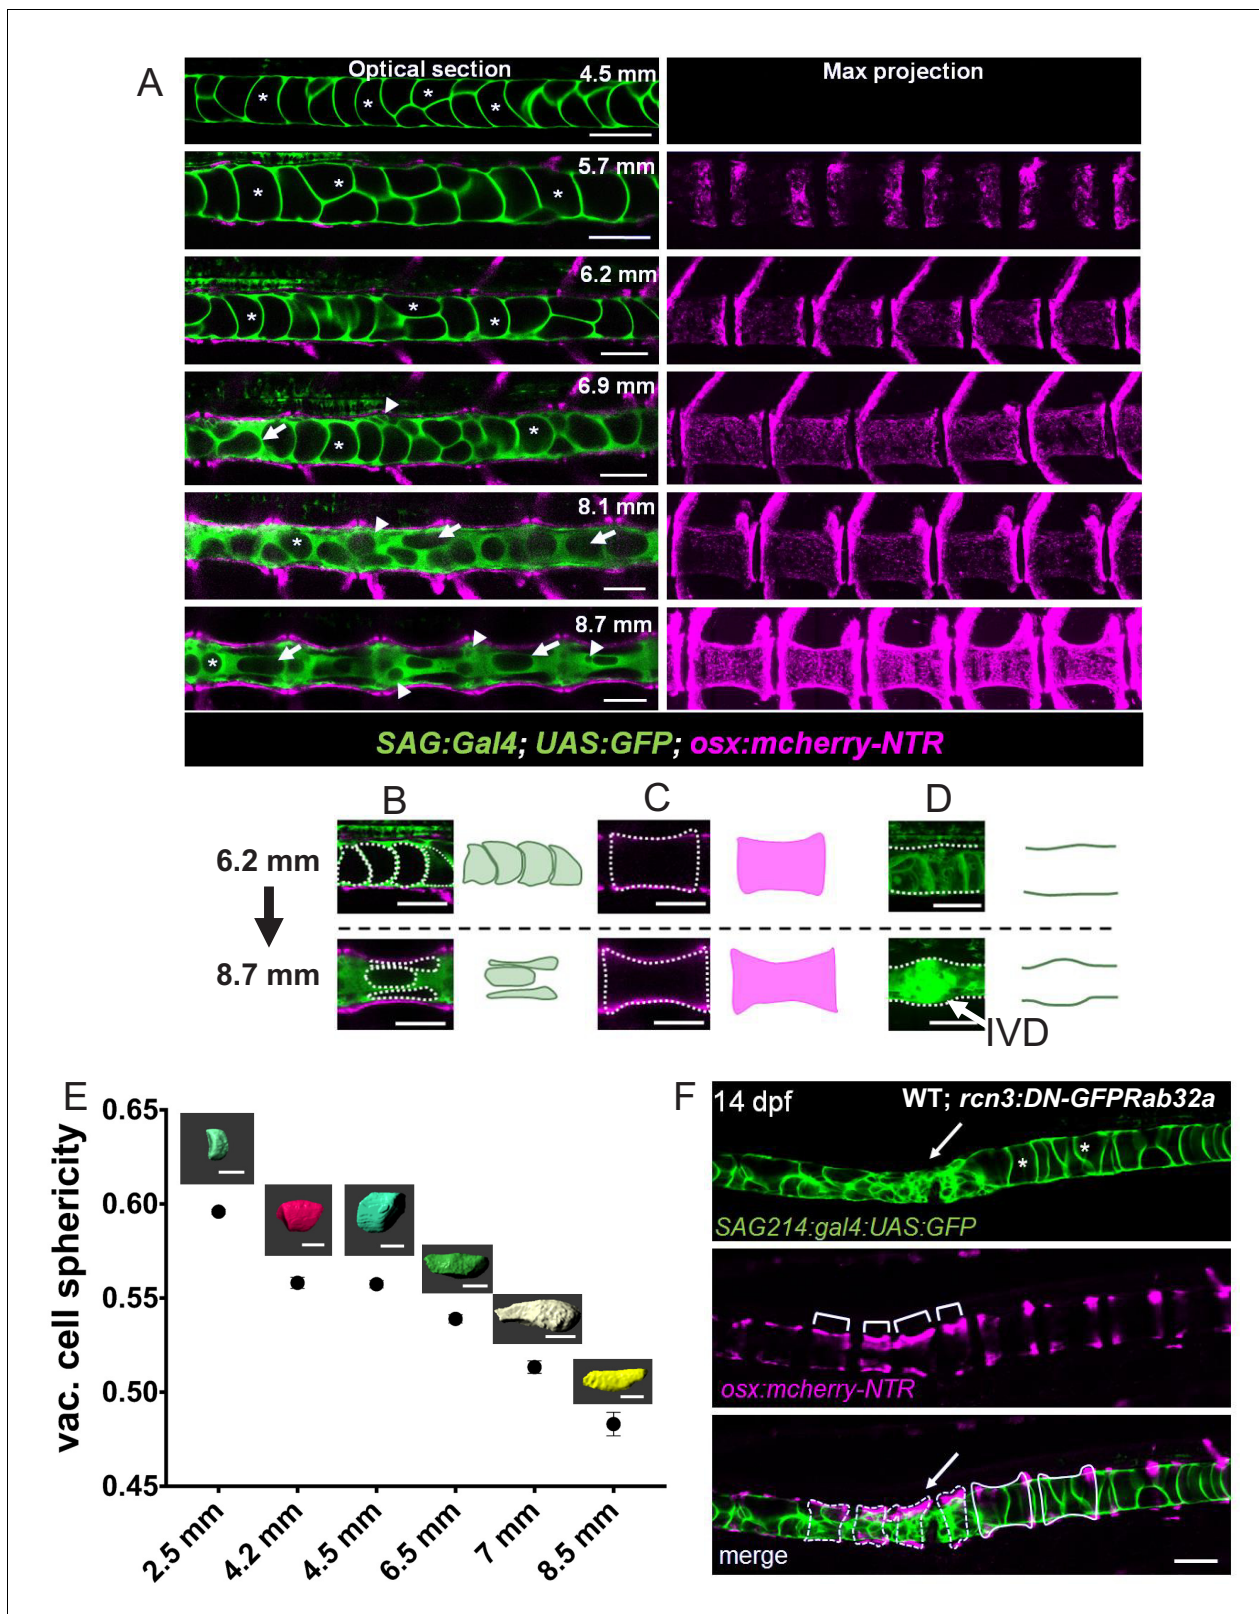 A
Optical section
4.5 mm
Max projection
5.7 mm
6.2 mm
6.9 mm
8.1 mm
8.7 mm
SAG:Gal4; UAS:GFP; osx:mcherry-NTR
B
C
D
6.2 mm
8.7 mm
IVD
E
vac. cell sphericity
0.65
0.60
0.55
0.50
0.45
2.5 mm
4.2 mm
4.5 mm
6.5 mm
7 mm
8.5 mm
F
14 dpf
WT; rcn3:DN-GFPRab32a
SAG214:gal4:UAS:GFP
osx:mcherry-NTR
merge